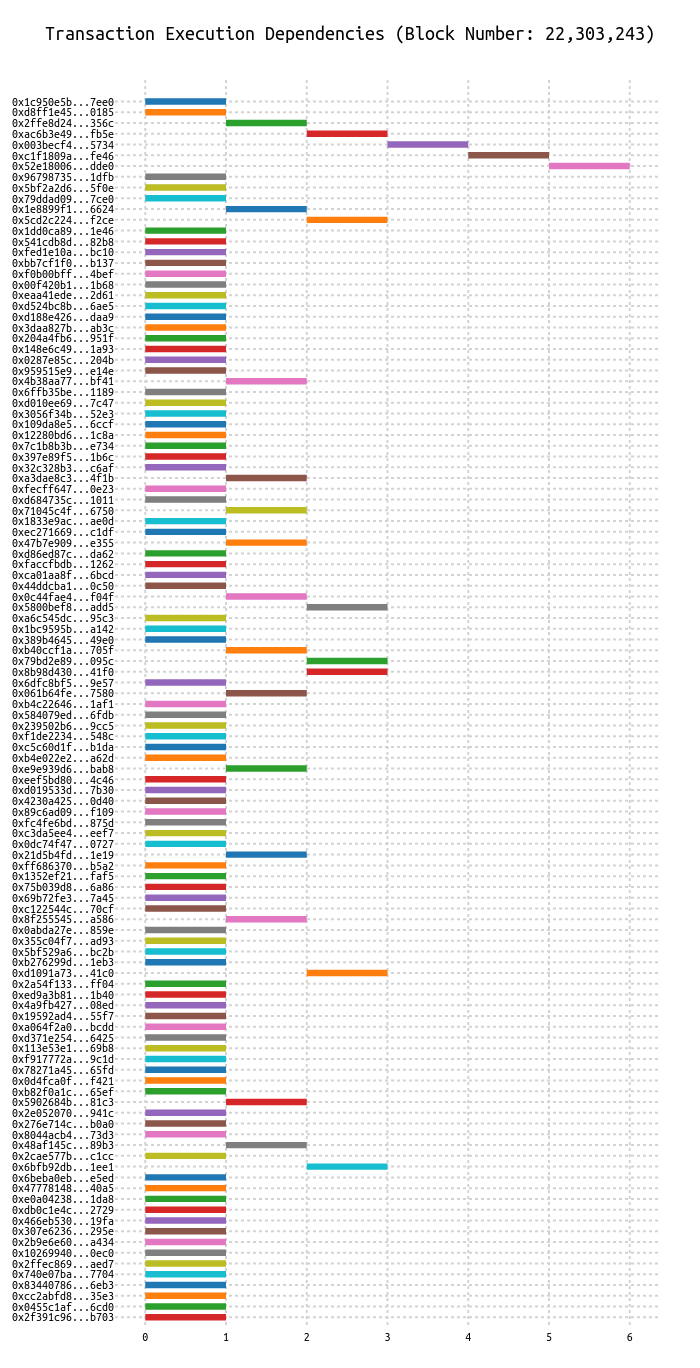 Transaction Execution Dependencies (Block Number: 22,303,243)
0x1c950e5b...7ee0
0xd8ff1e45...0185
0x2ffe8d24...356c
0xac6b3e49...fb5e
0x003becf4...5734
0xc1f1809a...fe46
0x52e18006...dde0
0x96798735...1dfb
0x5bf2a2d6...5f0e
0x79ddad09...7ce0
0x1e8899f1...6624
0x5cd2c224...f2ce
0x1dd0ca89...1e46
0x541cdb8d...82b8
0xfed1e10a...bc10
0xbb7cf1f0...b137
0xf0b00bff...4bef
0x00f420b1...1b68
0xeaa41ede...2d61
0xd524bc8b...6ae5
0xd188e426...daa9
0x3daa827b...ab3c
0x204a4fb6...951f
0x148e6c49...1a93
0x0287e85c...204b
0x959515e9...e14e
0x4b38aa77...bf41
0x6ffb35be...1189
0xd010ee69...7c47
0x3056f34b...52e3
0x109da8e5...6ccf
0x12280bd6...1c8a
0x7c1b8b3b...e734
0x397e89f5...1b6c
0x32c328b3...c6af
0xa3dae8c3...4f1b
0xfecff647...0e23
0xd684735c...1011
0x71045c4f...6750
0x1833e9ac...ae0d
0xec271669...c1df
0x47b7e909...e355
0xd86ed87c...da62
0xfaccfbdb...1262
0xca01aa8f...6bcd
0x44ddcba1...0c50
0x0c44fae4...f04f
0x5800bef8...add5
0xa6c545dc...95c3
0x1bc9595b...a142
0x389b4645...49e0
0xb40ccf1a...705f
0x79bd2e89...095c
0x8b98d430...41f0
0x6dfc8bf5...9e57
0x061b64fe...7580
0xb4c22646...1af1
0x584079ed...6fdb
0x239502b6...9cc5
0xf1de2234...548c
0xc5c60d1f...b1da
0xb4e022e2...a62d
0xe9e939d6...bab8
0xeef5bd80...4c46
0xd019533d...7b30
0x4230a425...0d40
0x89c6ad09...f109
0xfc4fe6bd...875d
0xc3da5ee4...eef7
0x0dc74f47...0727
0x21d5b4fd...1e19
0xff686370...b5a2
0x1352ef21...faf5
0x75b039d8...6a86
0x69b72fe3...7a45
0xc122544c...70cf
0x8f255545...a586
0x0abda27e...859e
0x355c04f7...ad93
0x5bf529a6...bc2b
0xb276299d...1eb3
0xd1091a73...41c0
0x2a54f133...ff04
0xed9a3b81...1b40
0x4a9fb427...08ed
0x19592ad4...55f7
0xa064f2a0...bcdd
0xd371e254...6425
0x113e53e1...69b8
0xf917772a...9c1d
0x78271a45...65fd
0x0d4fca0f...f421
0xb82f0a1c...65ef
0x5902684b...81c3
0x2e052070...941c
0x276e714c...b0a0
0x8044acb4...73d3
0x48af145c...89b3
0x2cae577b...c1cc
0x6bfb92db...1ee1
0x6beba0eb...e5ed
0x47778148...40a5
0xe0a04238...1da8
0xdb0c1e4c...2729
0x466eb530...19fa
0x307e6236...295e
0x2b9e6e60...a434
0x10269940...0ec0
0x2ffec869...aed7
0x740e07ba...7704
0x83440786...6eb3
0xcc2abfd8...35e3
0x0455c1af...6cd0
0x2f391c96...b703
0 1 2 3 4 5 6